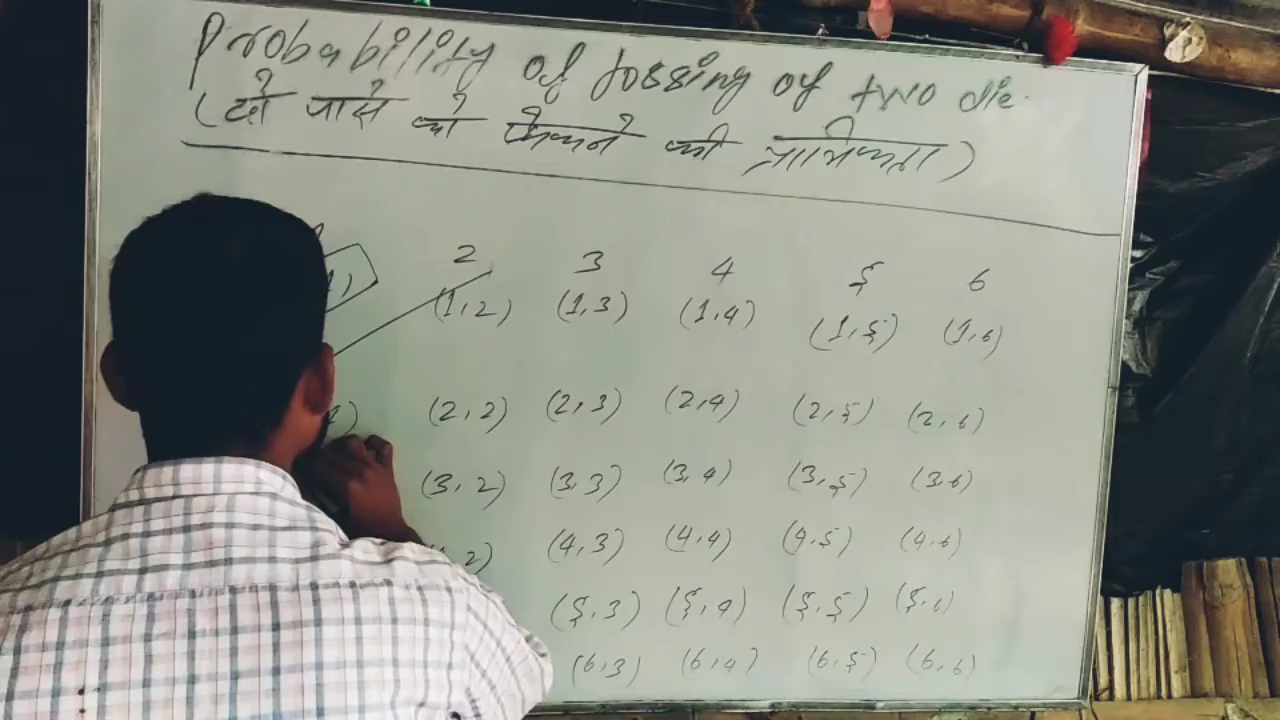 Probability of tossing of two die.
(दो पासे को फेंकने की प्रायिकता)
2 3 4 5 6
(1,2) (1,3) (1,4) (1,5) (1,6)
(2,2) (2,3) (2,4) (2,5) (2,6)
(3,2) (3,3) (3,4) (3,5) (3,6)
2) (4,3) (4,4) (4,5) (4,6)
(5,3) (5,4) (5,5) (5,6)
(6,3) (6,4) (6,5) (6,6)